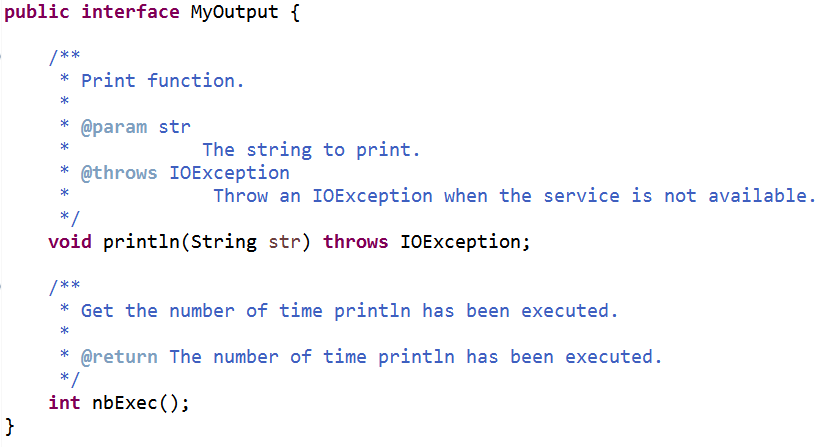 public interface MyOutput {
/**
* Print function.
*
* @param str
* The string to print.
* @throws IOException
* Throw an IOException when the service is not available.
*/
void println(String str) throws IOException;
/**
* Get the number of time println has been executed.
*
* @return The number of time println has been executed.
*/
int nbExec();
}